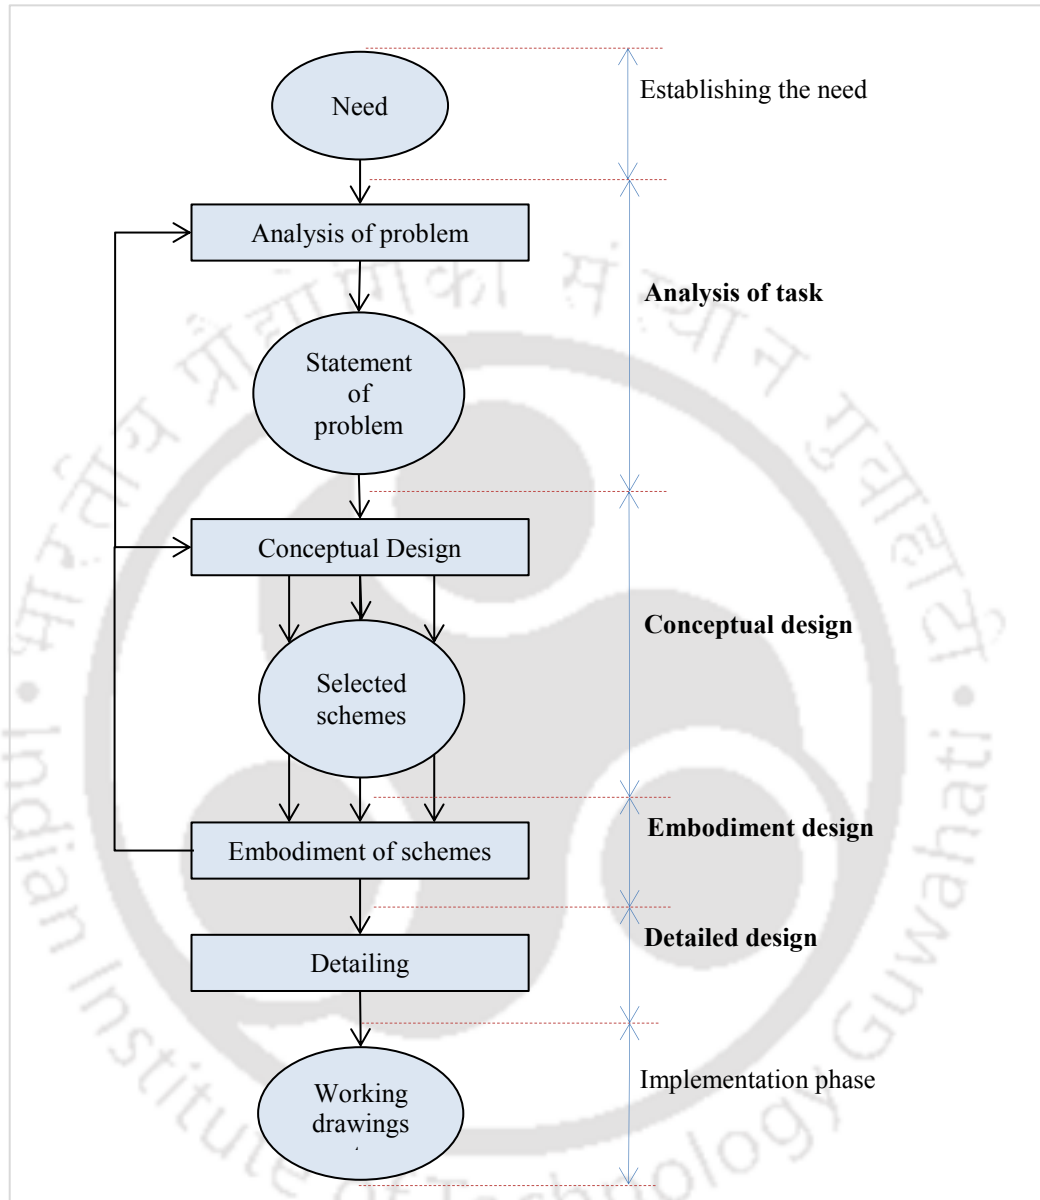 Need
Establishing the need
Analysis of problem
Analysis of task
Statement
of
problem
Conceptual Design
Conceptual design
Selected
schemes
Embodiment design
Embodiment of schemes
Detailed design
Detailing
Implementation phase
Working
drawings
भारतीय प्रौद्योगिकी संस्थान गुवाहाटी
Indian Institute of Technology Guwahati